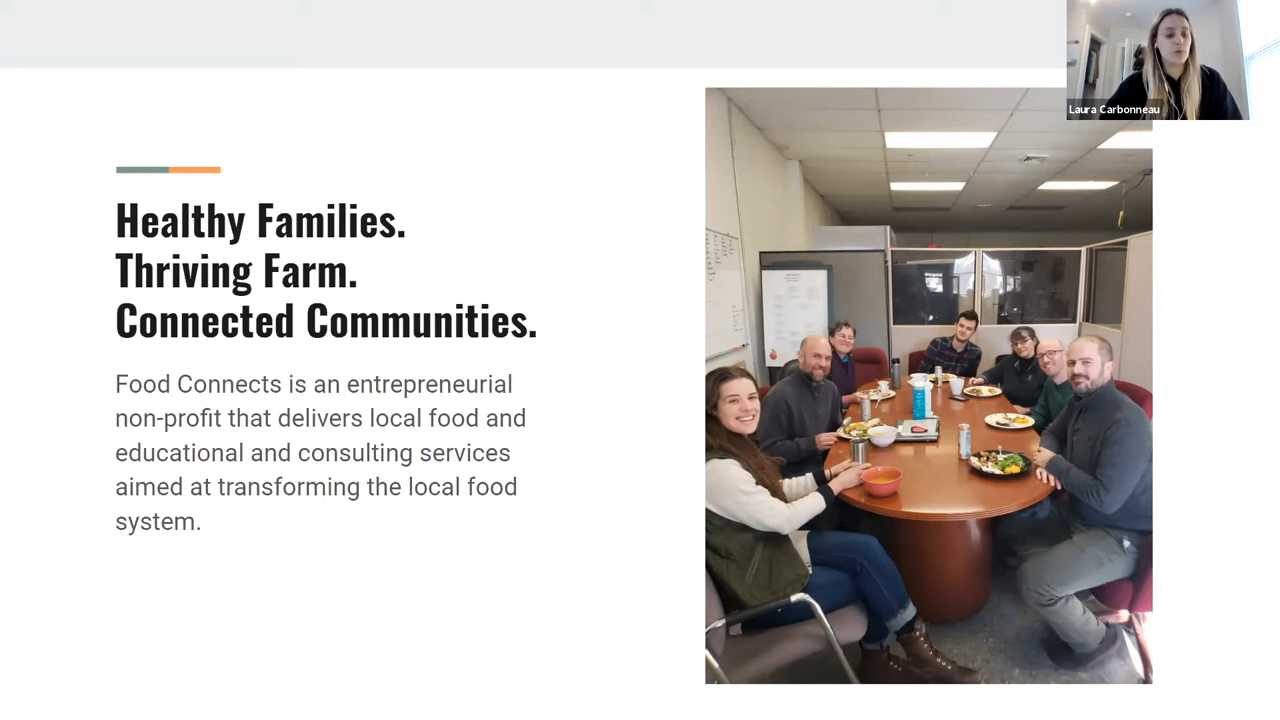 Laura Carbonneau
Healthy Families.
Thriving Farm.
Connected Communities.
Food Connects is an entrepreneurial
non-profit that delivers local food and
educational and consulting services
aimed at transforming the local food
system.